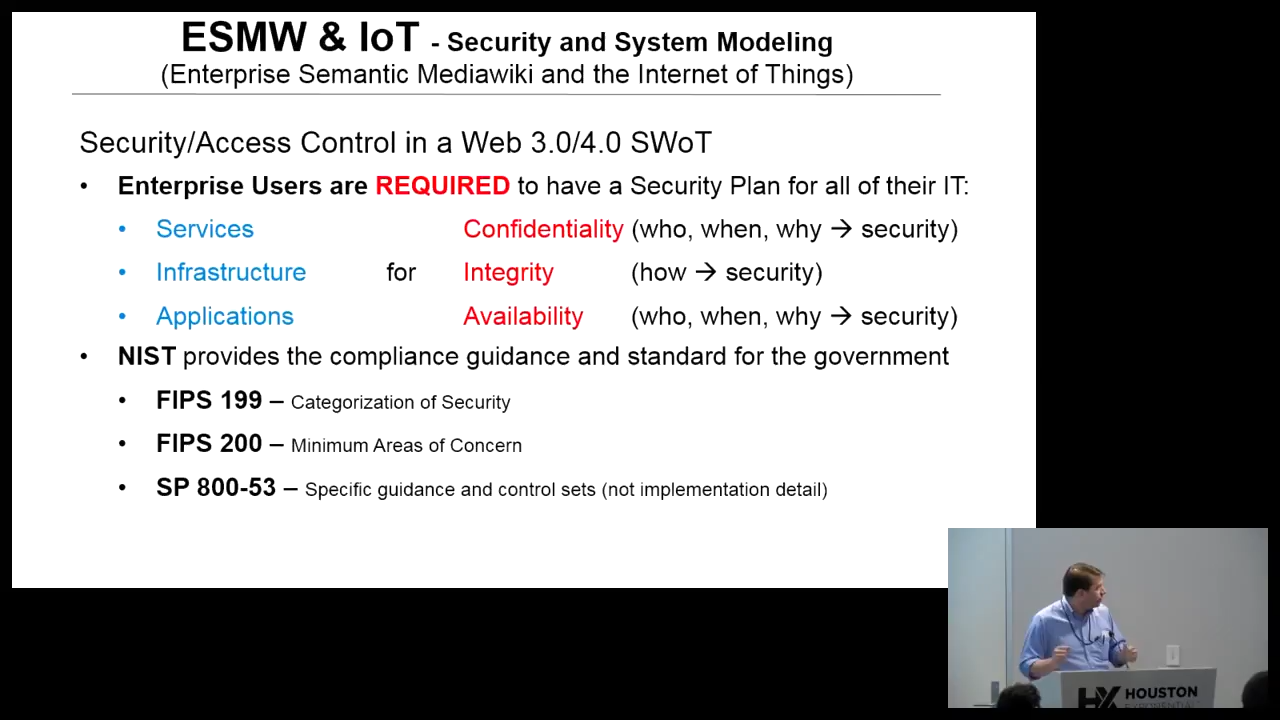 ESMW & IoT - Security and System Modeling
(Enterprise Semantic Mediawiki and the Internet of Things)
Security/Access Control in a Web 3.0/4.0 SWoT
• Enterprise Users are REQUIRED to have a Security Plan for all of their IT:
• Services Confidentiality (who, when, why → security)
• Infrastructure for Integrity (how → security)
• Applications Availability (who, when, why → security)
• NIST provides the compliance guidance and standard for the government
• FIPS 199 – Categorization of Security
• FIPS 200 – Minimum Areas of Concern
• SP 800-53 – Specific guidance and control sets (not implementation detail)
HX HOUSTON
EXPONENTIAL